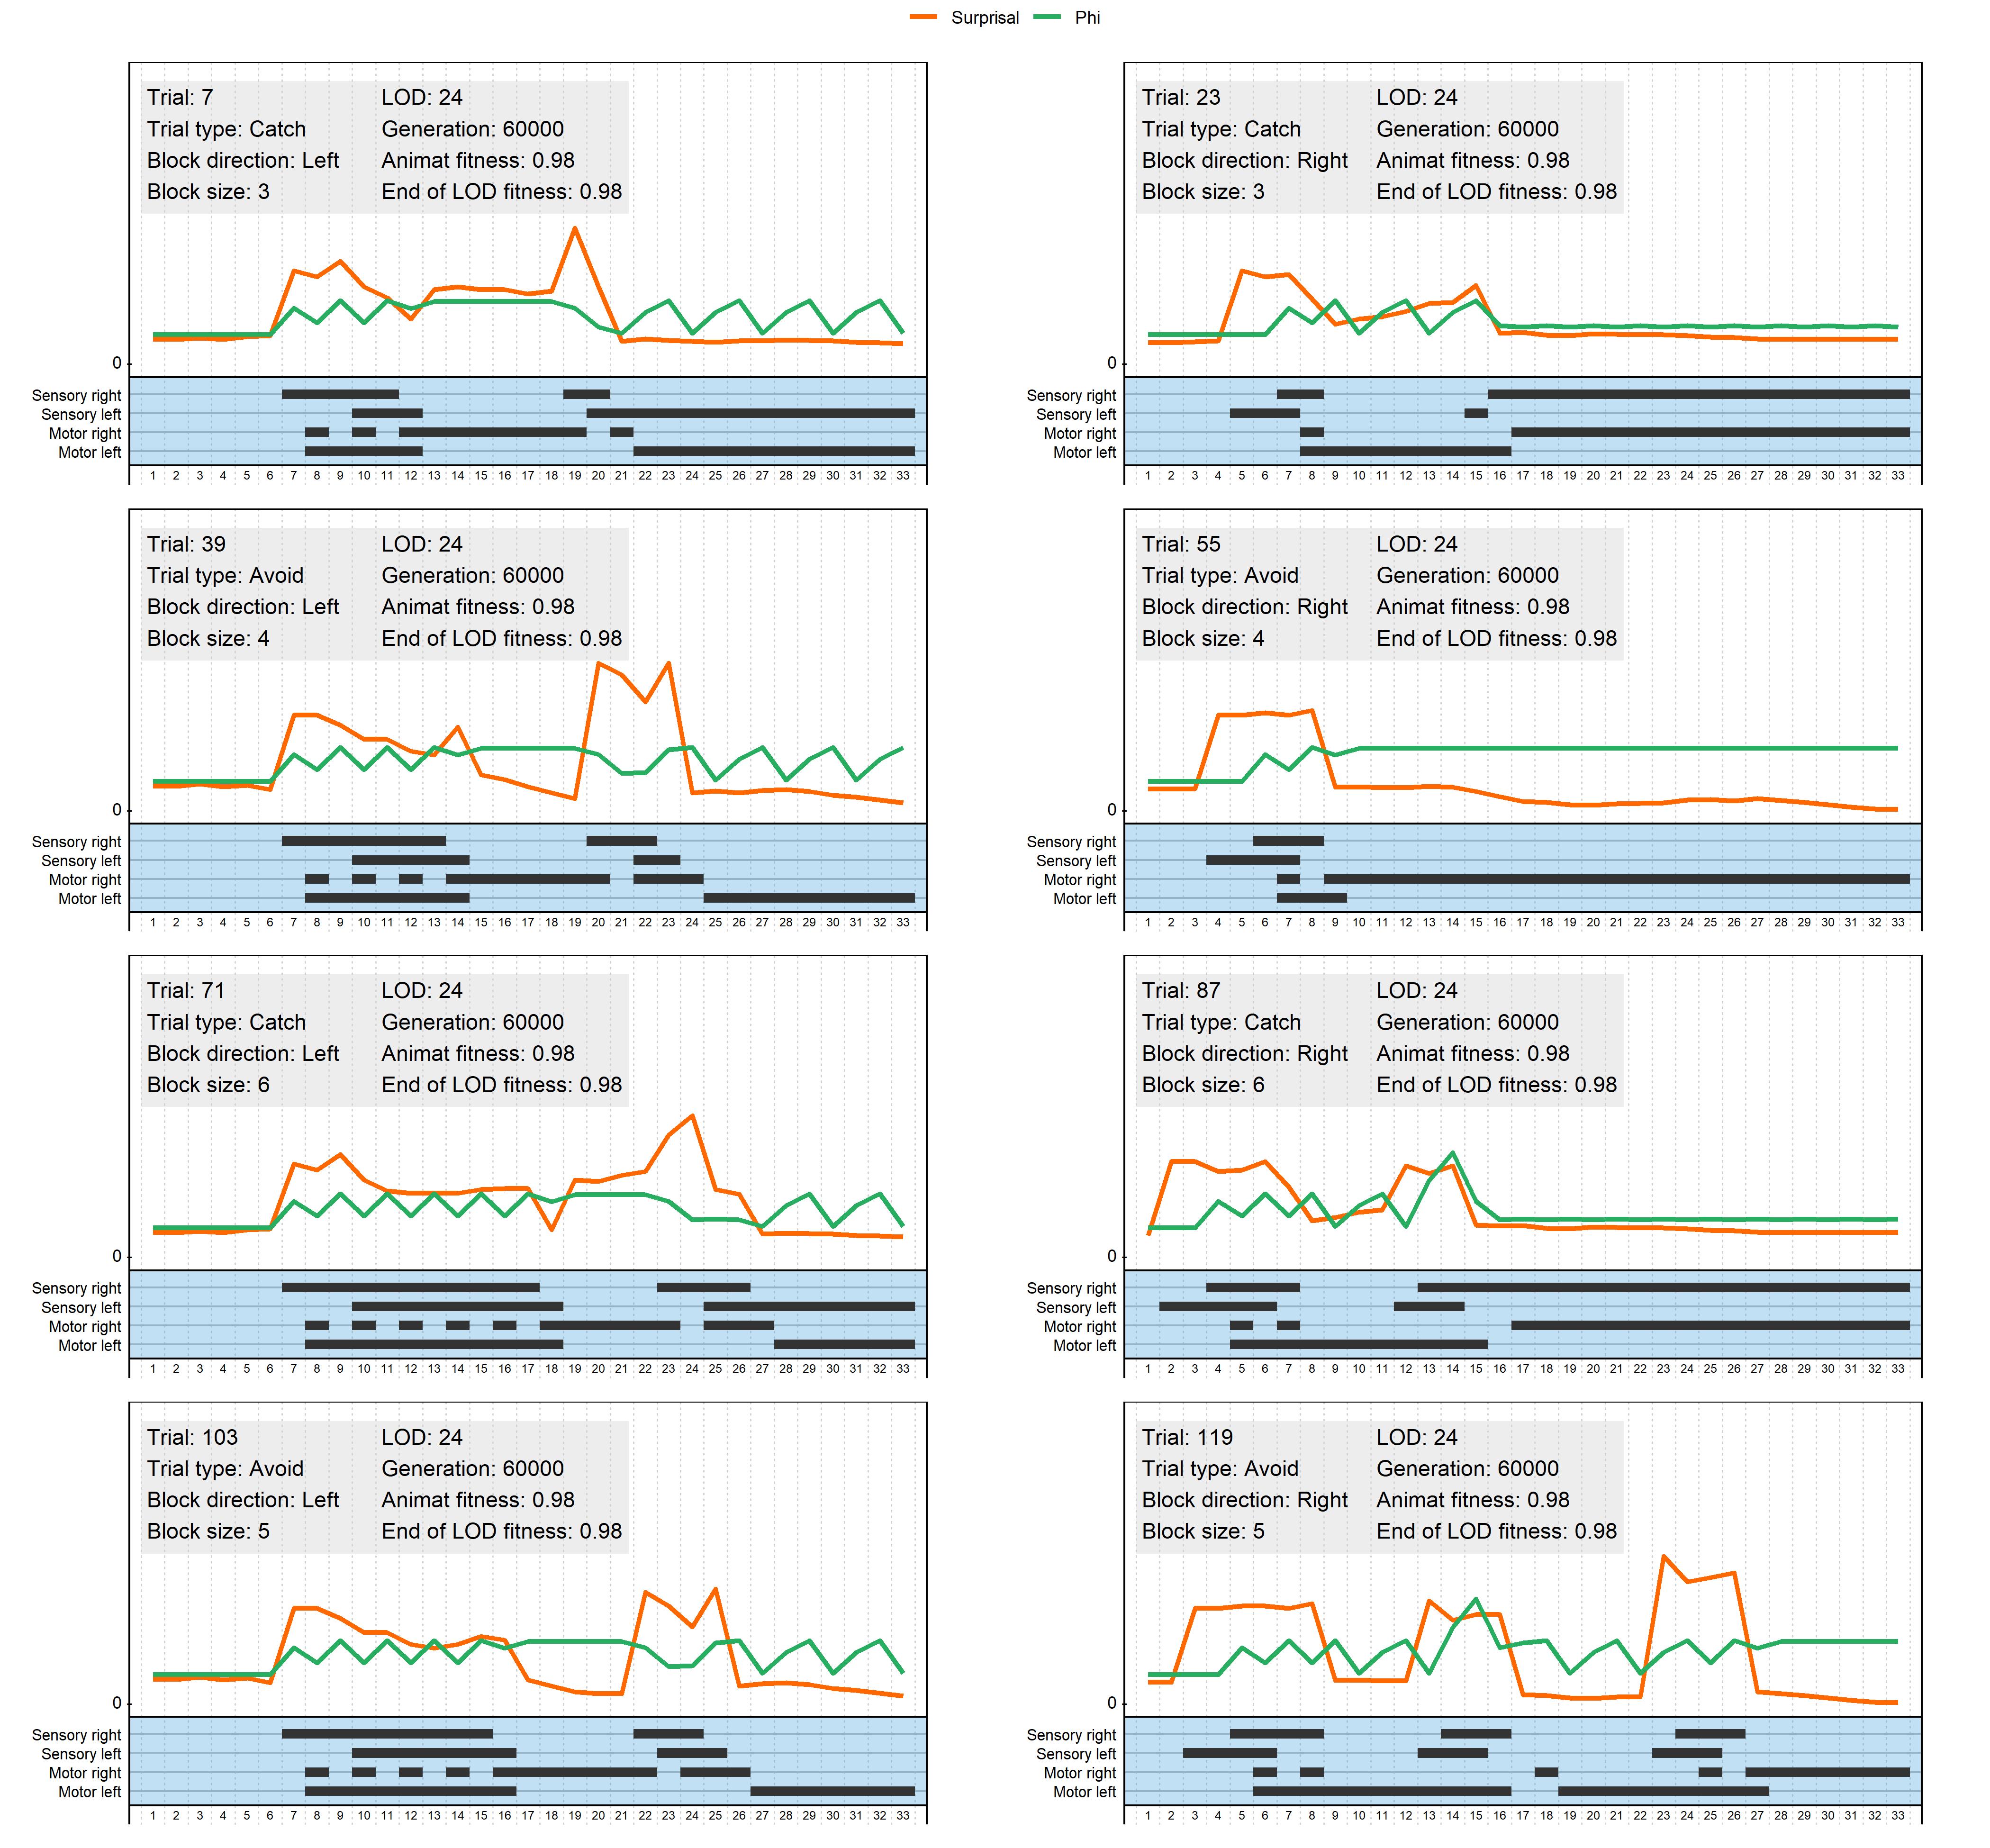 Surprisal Phi
Trial: 7 LOD: 24
Trial type: Catch Generation: 60000
Block direction: Left Animat fitness: 0.98
Block size: 3 End of LOD fitness: 0.98
0
Sensory right
Sensory left
Motor right
Motor left
1 2 3 4 5 6 7 8 9 10 11 12 13 14 15 16 17 18 19 20 21 22 23 24 25 26 27 28 29 30 31 32 33
Trial: 23 LOD: 24
Trial type: Catch Generation: 60000
Block direction: Right Animat fitness: 0.98
Block size: 3 End of LOD fitness: 0.98
0
Sensory right
Sensory left
Motor right
Motor left
1 2 3 4 5 6 7 8 9 10 11 12 13 14 15 16 17 18 19 20 21 22 23 24 25 26 27 28 29 30 31 32 33
Trial: 39 LOD: 24
Trial type: Avoid Generation: 60000
Block direction: Left Animat fitness: 0.98
Block size: 4 End of LOD fitness: 0.98
0
Sensory right
Sensory left
Motor right
Motor left
1 2 3 4 5 6 7 8 9 10 11 12 13 14 15 16 17 18 19 20 21 22 23 24 25 26 27 28 29 30 31 32 33
Trial: 55 LOD: 24
Trial type: Avoid Generation: 60000
Block direction: Right Animat fitness: 0.98
Block size: 4 End of LOD fitness: 0.98
0
Sensory right
Sensory left
Motor right
Motor left
1 2 3 4 5 6 7 8 9 10 11 12 13 14 15 16 17 18 19 20 21 22 23 24 25 26 27 28 29 30 31 32 33
Trial: 71 LOD: 24
Trial type: Catch Generation: 60000
Block direction: Left Animat fitness: 0.98
Block size: 6 End of LOD fitness: 0.98
0
Sensory right
Sensory left
Motor right
Motor left
1 2 3 4 5 6 7 8 9 10 11 12 13 14 15 16 17 18 19 20 21 22 23 24 25 26 27 28 29 30 31 32 33
Trial: 87 LOD: 24
Trial type: Catch Generation: 60000
Block direction: Right Animat fitness: 0.98
Block size: 6 End of LOD fitness: 0.98
0
Sensory right
Sensory left
Motor right
Motor left
1 2 3 4 5 6 7 8 9 10 11 12 13 14 15 16 17 18 19 20 21 22 23 24 25 26 27 28 29 30 31 32 33
Trial: 103 LOD: 24
Trial type: Avoid Generation: 60000
Block direction: Left Animat fitness: 0.98
Block size: 5 End of LOD fitness: 0.98
0
Sensory right
Sensory left
Motor right
Motor left
1 2 3 4 5 6 7 8 9 10 11 12 13 14 15 16 17 18 19 20 21 22 23 24 25 26 27 28 29 30 31 32 33
Trial: 119 LOD: 24
Trial type: Avoid Generation: 60000
Block direction: Right Animat fitness: 0.98
Block size: 5 End of LOD fitness: 0.98
0
Sensory right
Sensory left
Motor right
Motor left
1 2 3 4 5 6 7 8 9 10 11 12 13 14 15 16 17 18 19 20 21 22 23 24 25 26 27 28 29 30 31 32 33